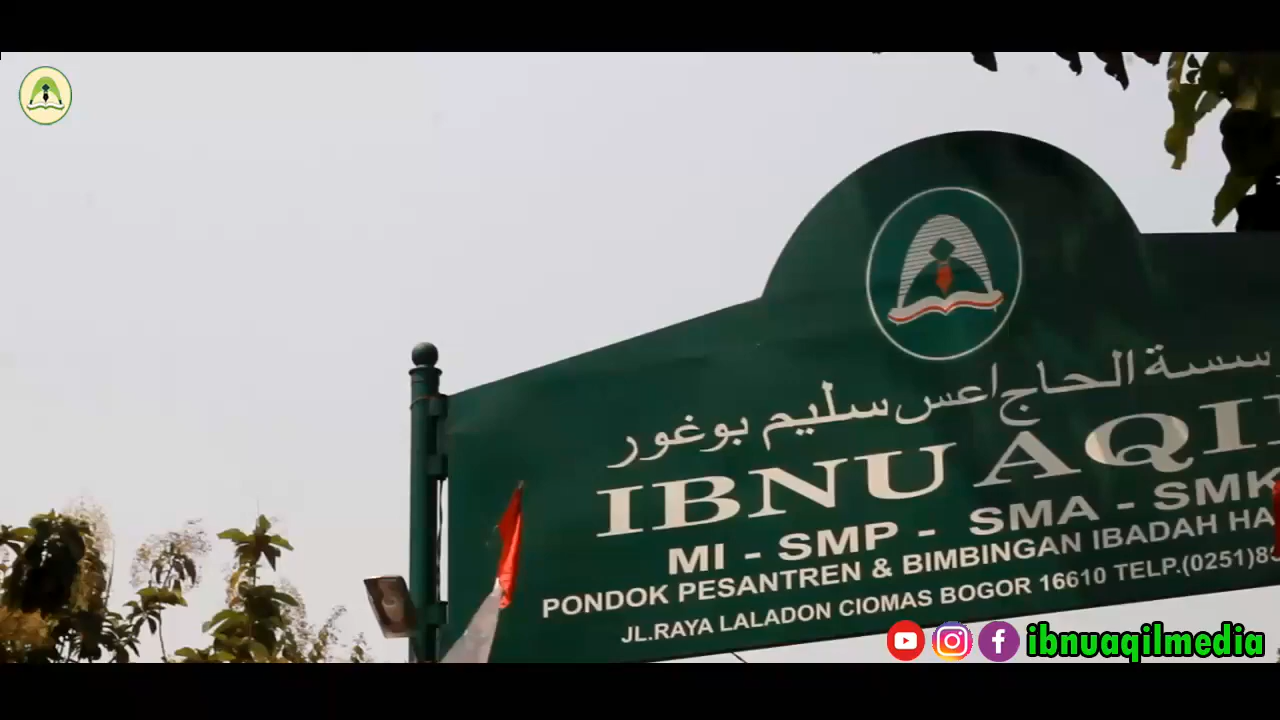 سسة الحاج اعس سليم بوغور
IBNU AQI
MI - SMP - SMA - SMK
PONDOK PESANTREN & BIMBINGAN IBADAH HA
JL.RAYA LALADON CIOMAS BOGOR 16610 TELP.(0251)8
ibnuaqilmedia